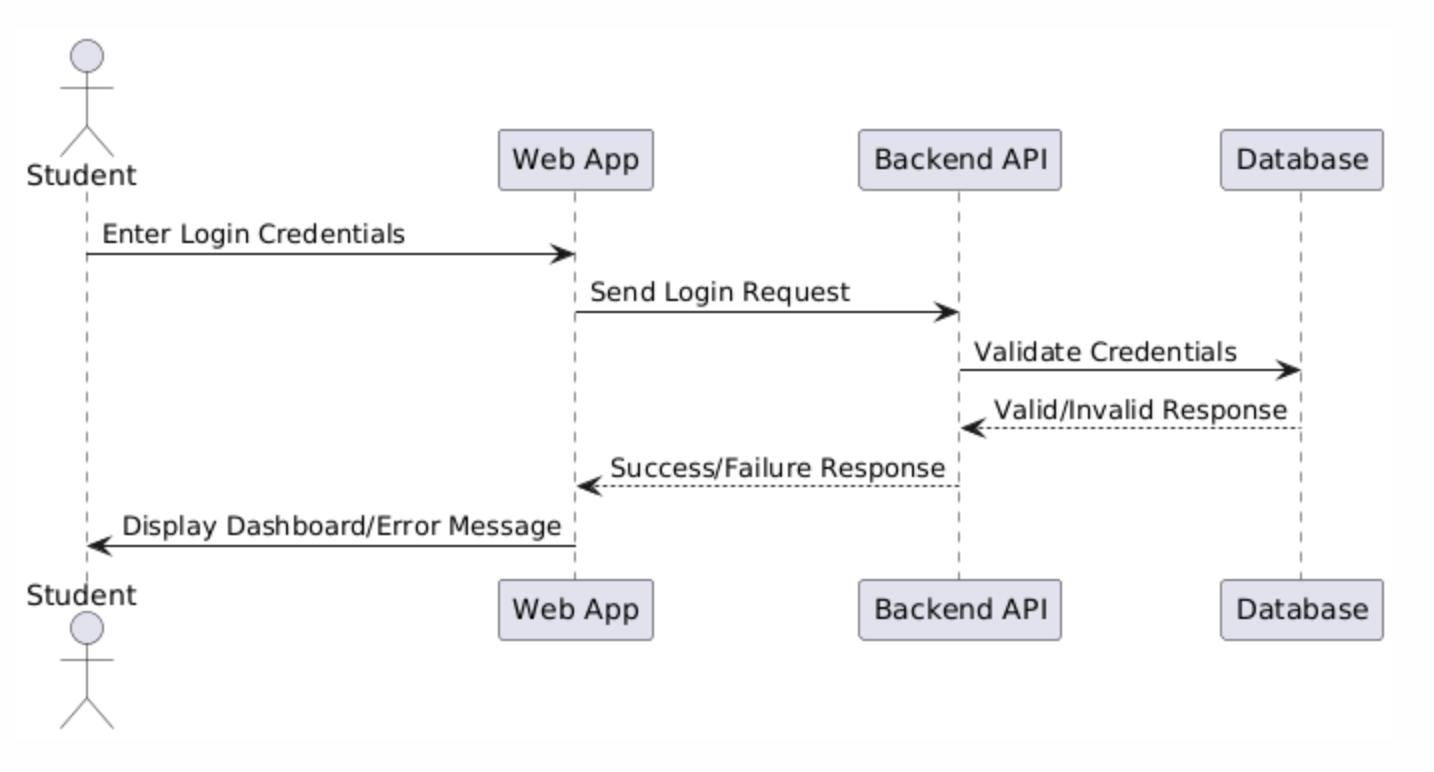 Student
Web App
Backend API
Database
Enter Login Credentials
Send Login Request
Validate Credentials
Valid/Invalid Response
Success/Failure Response
Display Dashboard/Error Message
Student
Web App
Backend API
Database